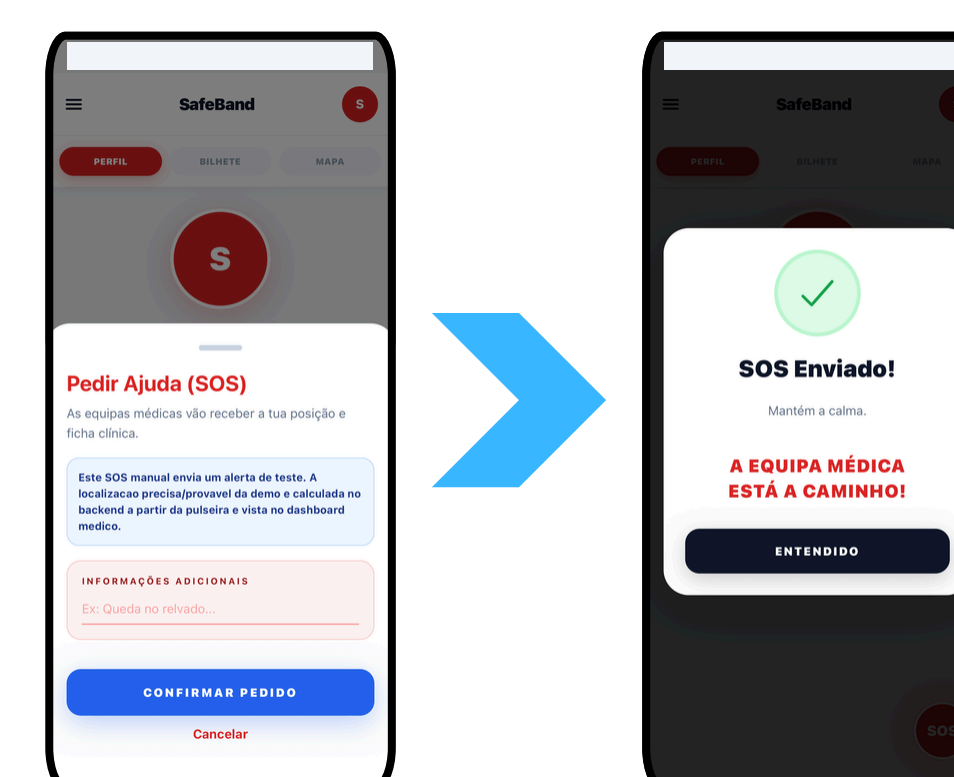 SafeBand
S
PERFIL
BILHETE
MAPA
S
Pedir Ajuda (SOS)
As equipas médicas vão receber a tua posição e
ficha clínica.
Este SOS manual envia um alerta de teste. A
localizacao precisa/provavel da demo e calculada no
backend a partir da pulseira e vista no dashboard
medico.
INFORMAÇÕES ADICIONAIS
Ex: Queda no relvado...
CONFIRMAR PEDIDO
Cancelar
SafeBand
PERFIL
BILHETE
MAPA
SOS Enviado!
Mantém a calma.
A EQUIPA MÉDICA
ESTÁ A CAMINHO!
ENTENDIDO
SOS